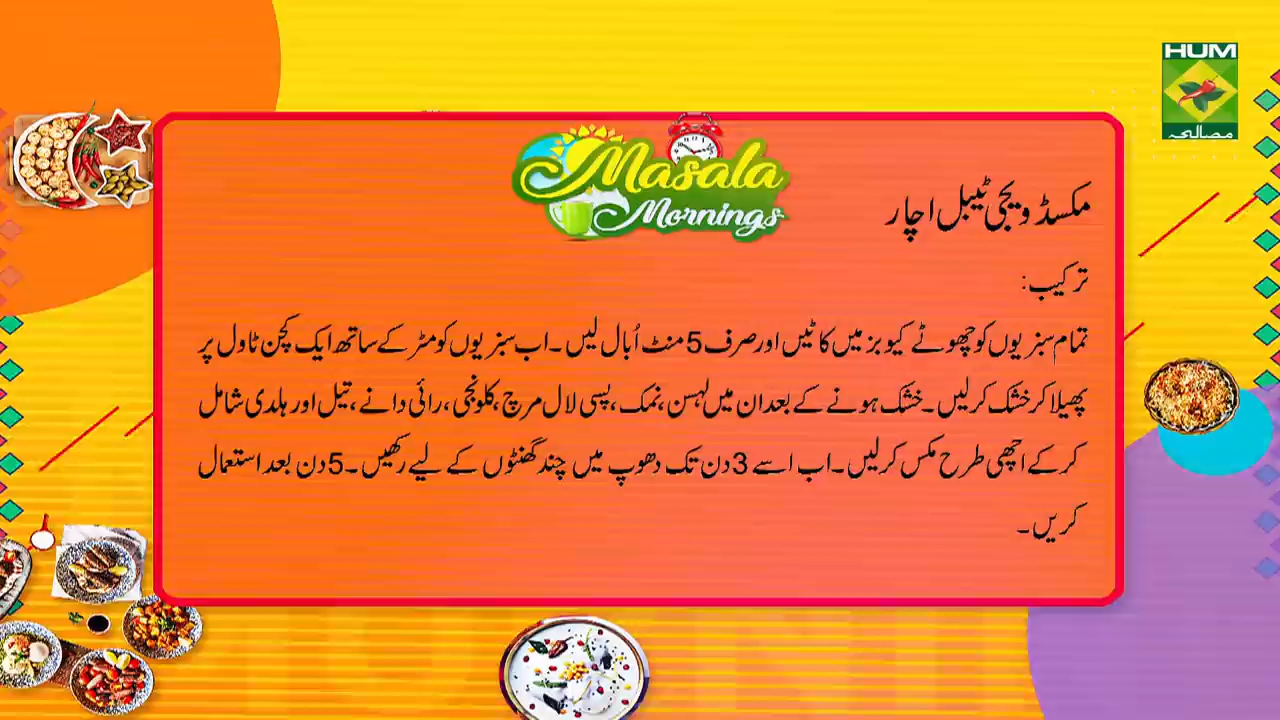 HUM
مصالحہ
Masala
Mornings
مکسڈ ویجی ٹیبل اچار
ترکیب:
تمام سبزیوں کو چھوٹے کیوبز میں کاٹیں اور صرف 5 منٹ اُبال لیں۔ اب سبزیوں کو مٹر کے ساتھ ایک کچن ٹاول پر
پھیلا کر خشک کرلیں۔ خشک ہونے کے بعد ان میں لہسن، نمک، پسی لال مرچ، کلونجی، رائی دانے، تیل اور ہلدی شامل
کر کے اچھی طرح مکس کرلیں۔ اب اسے 3 دن تک دھوپ میں چند گھنٹوں کے لیے رکھیں۔ 5 دن بعد استعمال
کریں۔